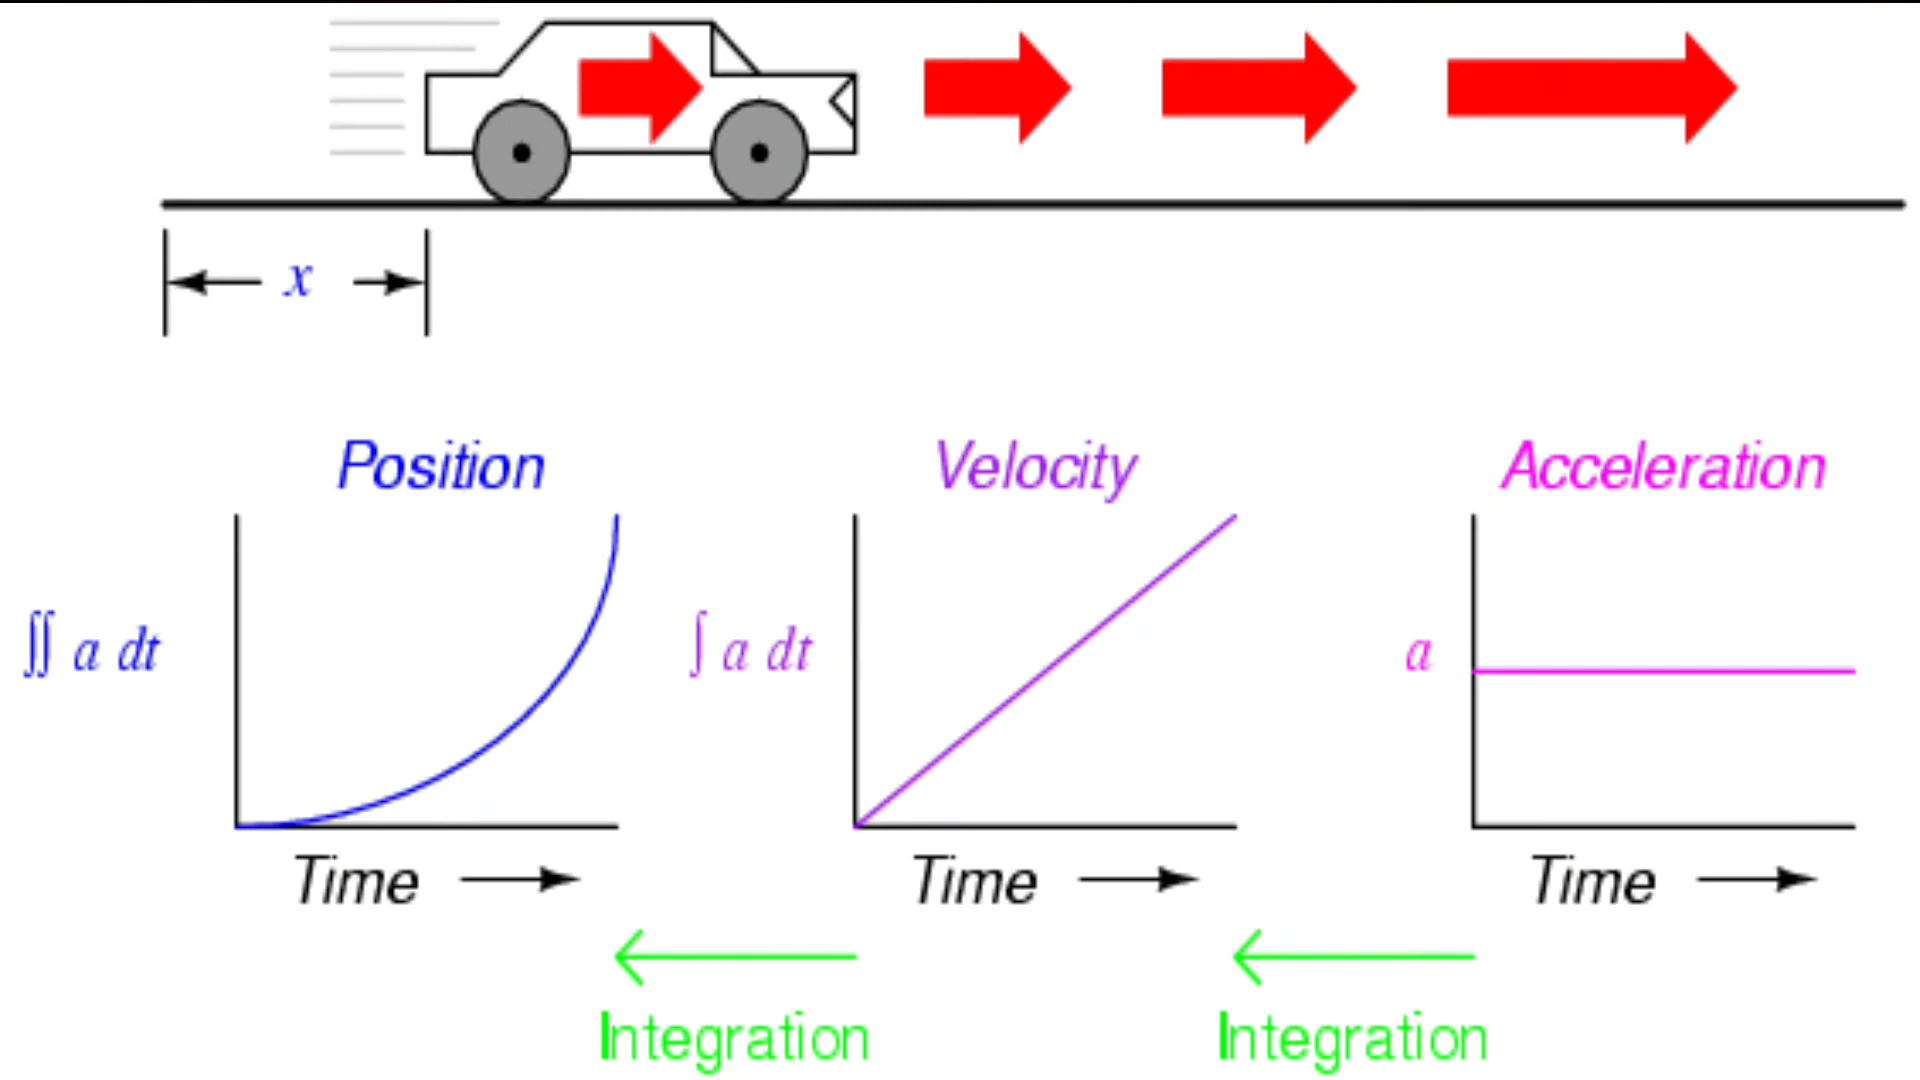 x
Position Velocity Acceleration
∬ a dt ∫ a dt a
Time Time Time
Integration Integration